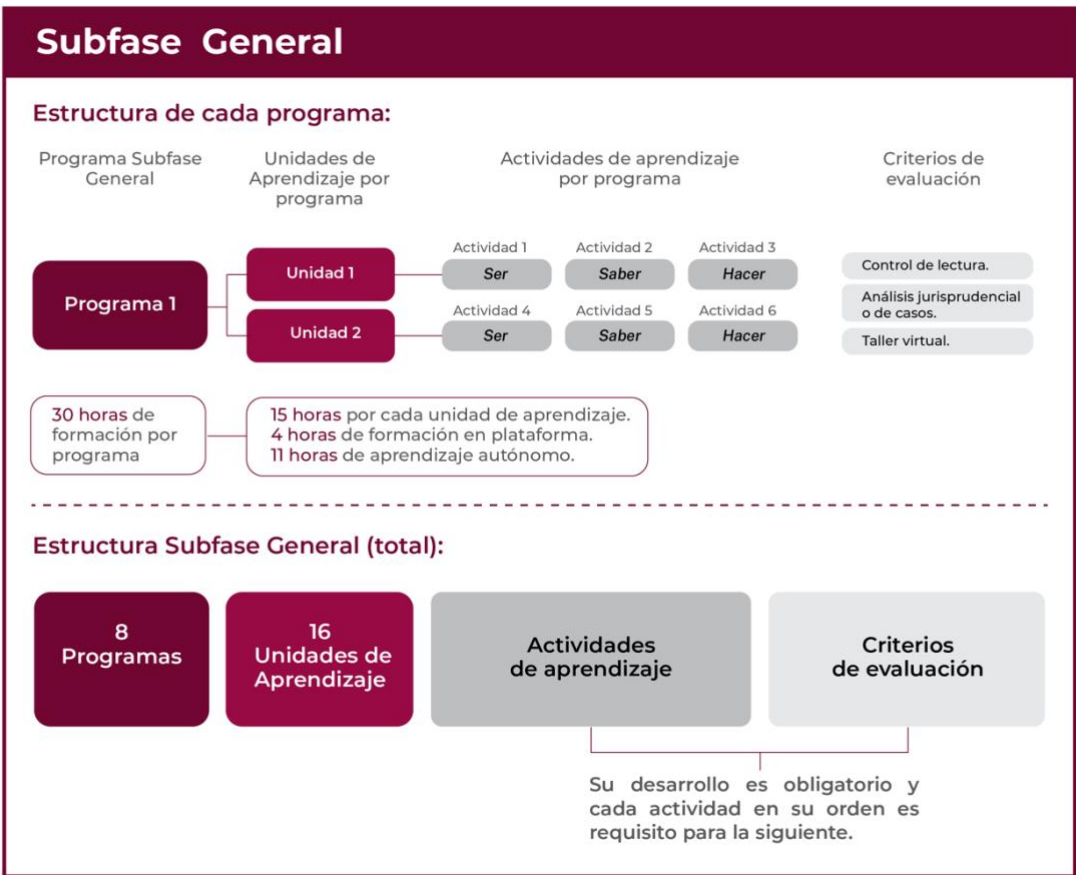 Subfase General
Estructura de cada programa:
Programa Subfase
General
Unidades de
Aprendizaje por
programa
Actividades de aprendizaje
por programa
Criterios de
evaluación
Programa 1
Unidad 1
Actividad 1
Ser
Actividad 2
Saber
Actividad 3
Hacer
Unidad 2
Actividad 4
Ser
Actividad 5
Saber
Actividad 6
Hacer
Control de lectura.
Análisis jurisprudencial
o de casos.
Taller virtual.
30 horas de
formación por
programa
15 horas por cada unidad de aprendizaje.
4 horas de formación en plataforma.
11 horas de aprendizaje autónomo.
Estructura Subfase General (total):
8
Programas
16
Unidades de
Aprendizaje
Actividades
de aprendizaje
Criterios
de evaluación
Su desarrollo es obligatorio y
cada actividad en su orden es
requisito para la siguiente.